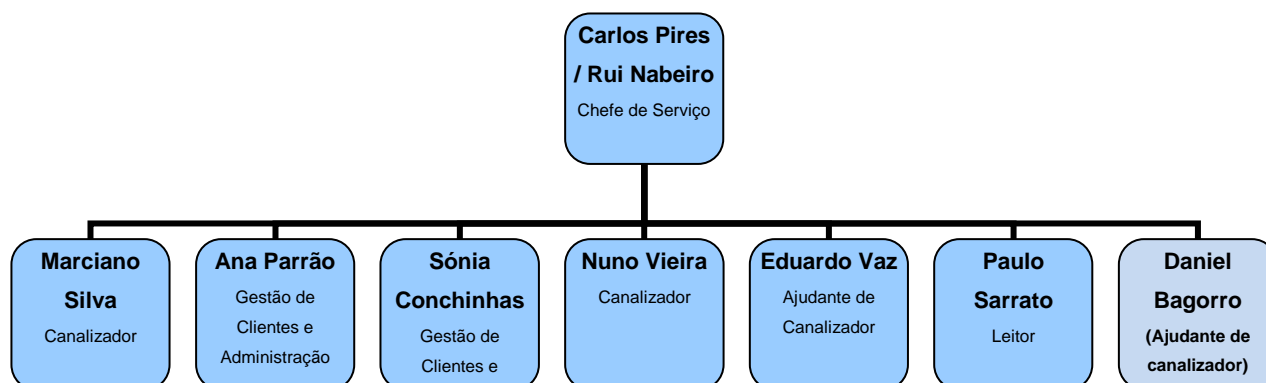 Carlos Pires
/ Rui Nabeiro
Chefe de Serviço
Marciano
Silva
Canalizador
Ana Parrão
Gestão de
Clientes e
Administração
Sónia
Conchinhas
Gestão de
Clientes e
Nuno Vieira
Canalizador
Eduardo Vaz
Ajudante de
Canalizador
Paulo
Sarrato
Leitor
Daniel
Bagorro
(Ajudante de
canalizador)